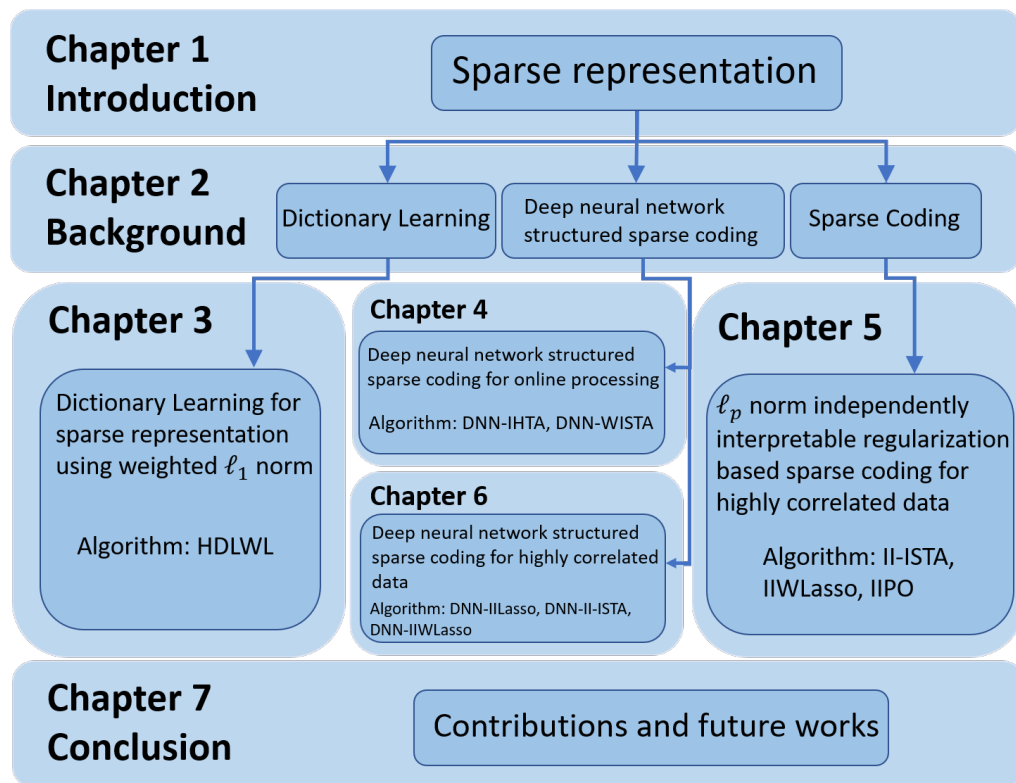 Chapter 1
Introduction
Sparse representation
Chapter 2
Background
Dictionary Learning
Deep neural network
structured sparse coding
Sparse Coding
Chapter 3
Dictionary Learning for
sparse representation
using weighted ℓ₁ norm
Algorithm: HDLWL
Chapter 4
Deep neural network structured
sparse coding for online processing
Algorithm: DNN-IHTA, DNN-WISTA
Chapter 6
Deep neural network structured
sparse coding for highly correlated
data
Algorithm: DNN-IILasso, DNN-II-ISTA,
DNN-IIWLasso
Chapter 5
ℓₚ norm independently
interpretable regularization
based sparse coding for
highly correlated data
Algorithm: II-ISTA,
IIWLasso, IIPO
Chapter 7
Conclusion
Contributions and future works